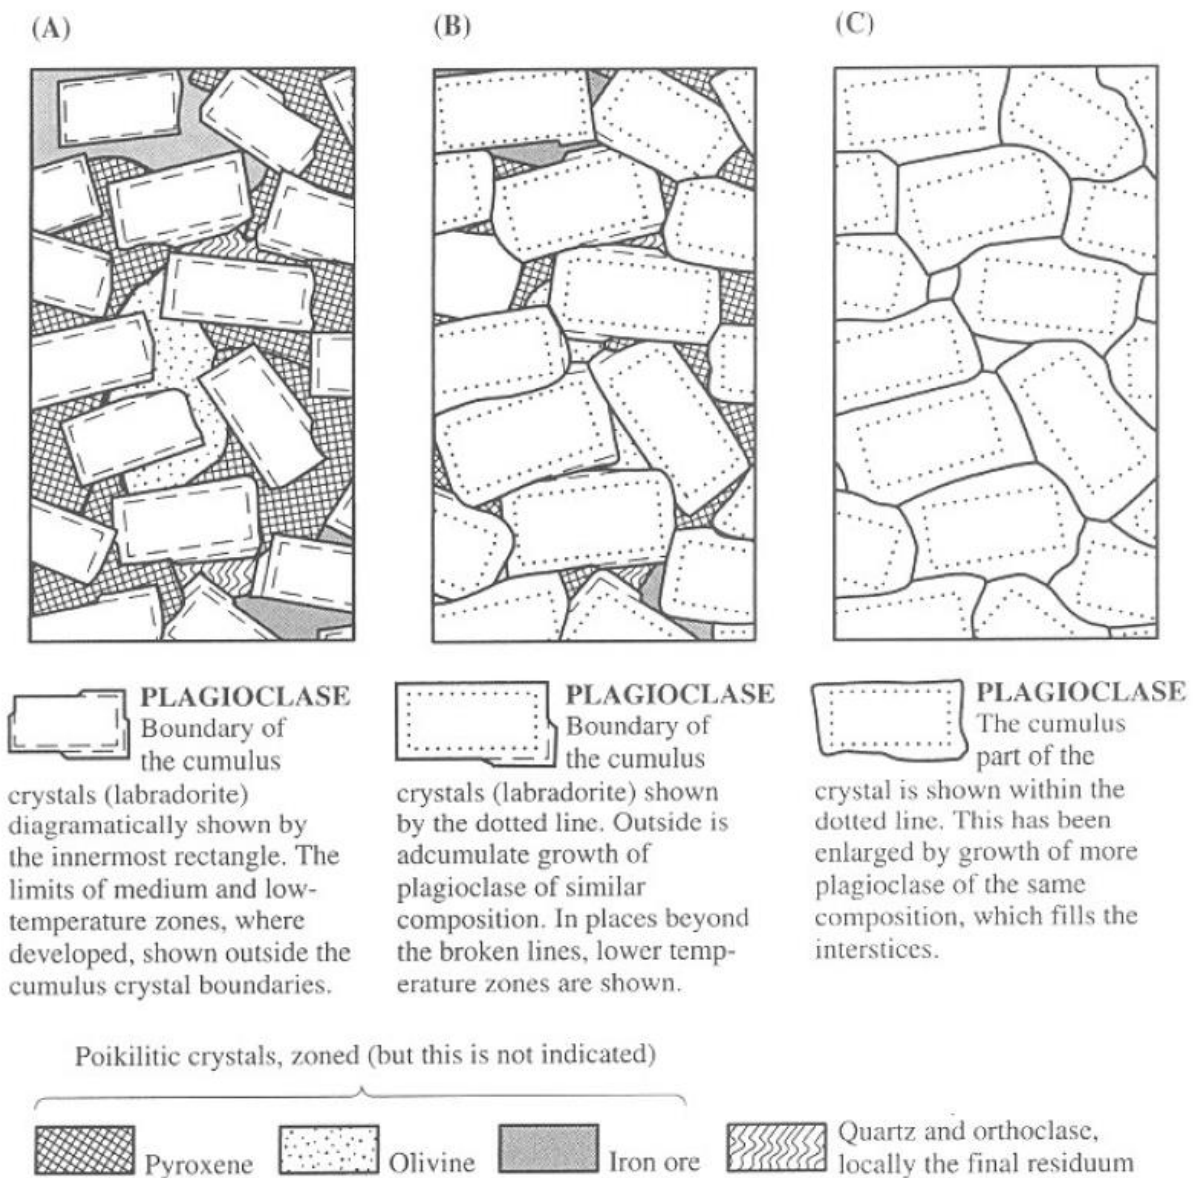 (A)
(B)
(C)
PLAGIOCLASE
Boundary of
the cumulus
crystals (labradorite)
diagramatically shown by
the innermost rectangle. The
limits of medium and low-
temperature zones, where
developed, shown outside the
cumulus crystal boundaries.
PLAGIOCLASE
Boundary of
the cumulus
crystals (labradorite) shown
by the dotted line. Outside is
adcumulate growth of
plagioclase of similar
composition. In places beyond
the broken lines, lower temp-
erature zones are shown.
PLAGIOCLASE
The cumulus
part of the
crystal is shown within the
dotted line. This has been
enlarged by growth of more
plagioclase of the same
composition, which fills the
interstices.
Poikilitic crystals, zoned (but this is not indicated)
Pyroxene
Olivine
Iron ore
Quartz and orthoclase,
locally the final residuum